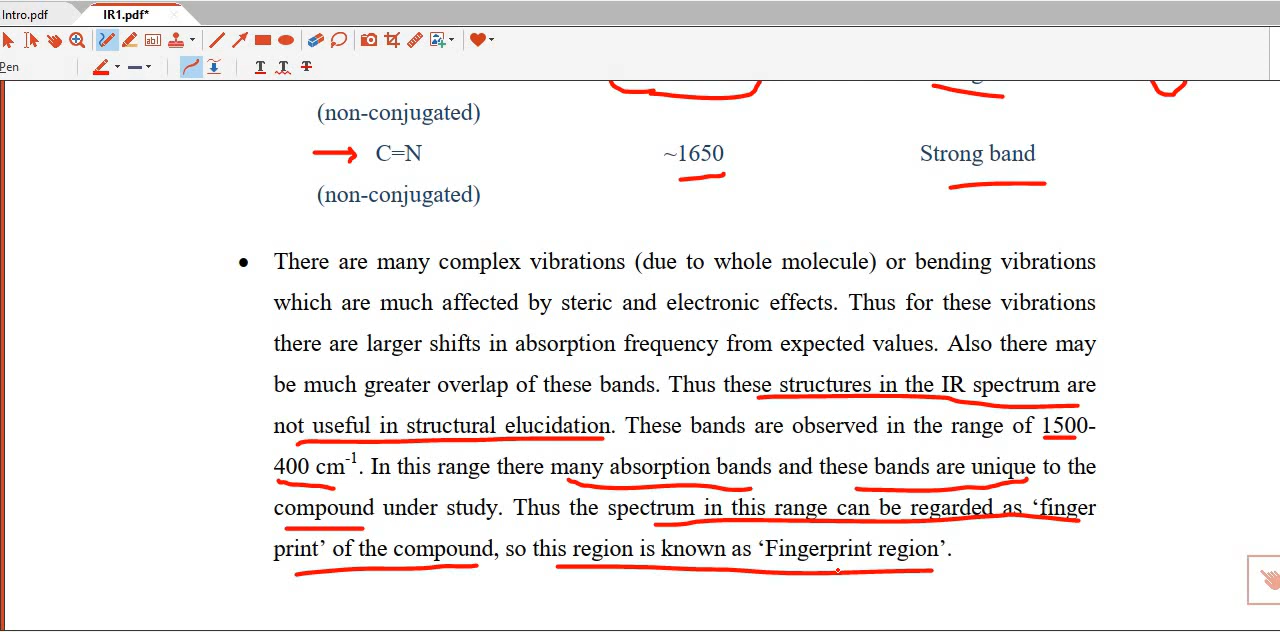 Intro.pdf
IR1.pdf*
Pen
(non-conjugated)
C=N ~1650 Strong band
(non-conjugated)
• There are many complex vibrations (due to whole molecule) or bending vibrations
which are much affected by steric and electronic effects. Thus for these vibrations
there are larger shifts in absorption frequency from expected values. Also there may
be much greater overlap of these bands. Thus these structures in the IR spectrum are
not useful in structural elucidation. These bands are observed in the range of 1500-
400 cm⁻¹. In this range there many absorption bands and these bands are unique to the
compound under study. Thus the spectrum in this range can be regarded as ‘finger
print’ of the compound, so this region is known as ‘Fingerprint region’.